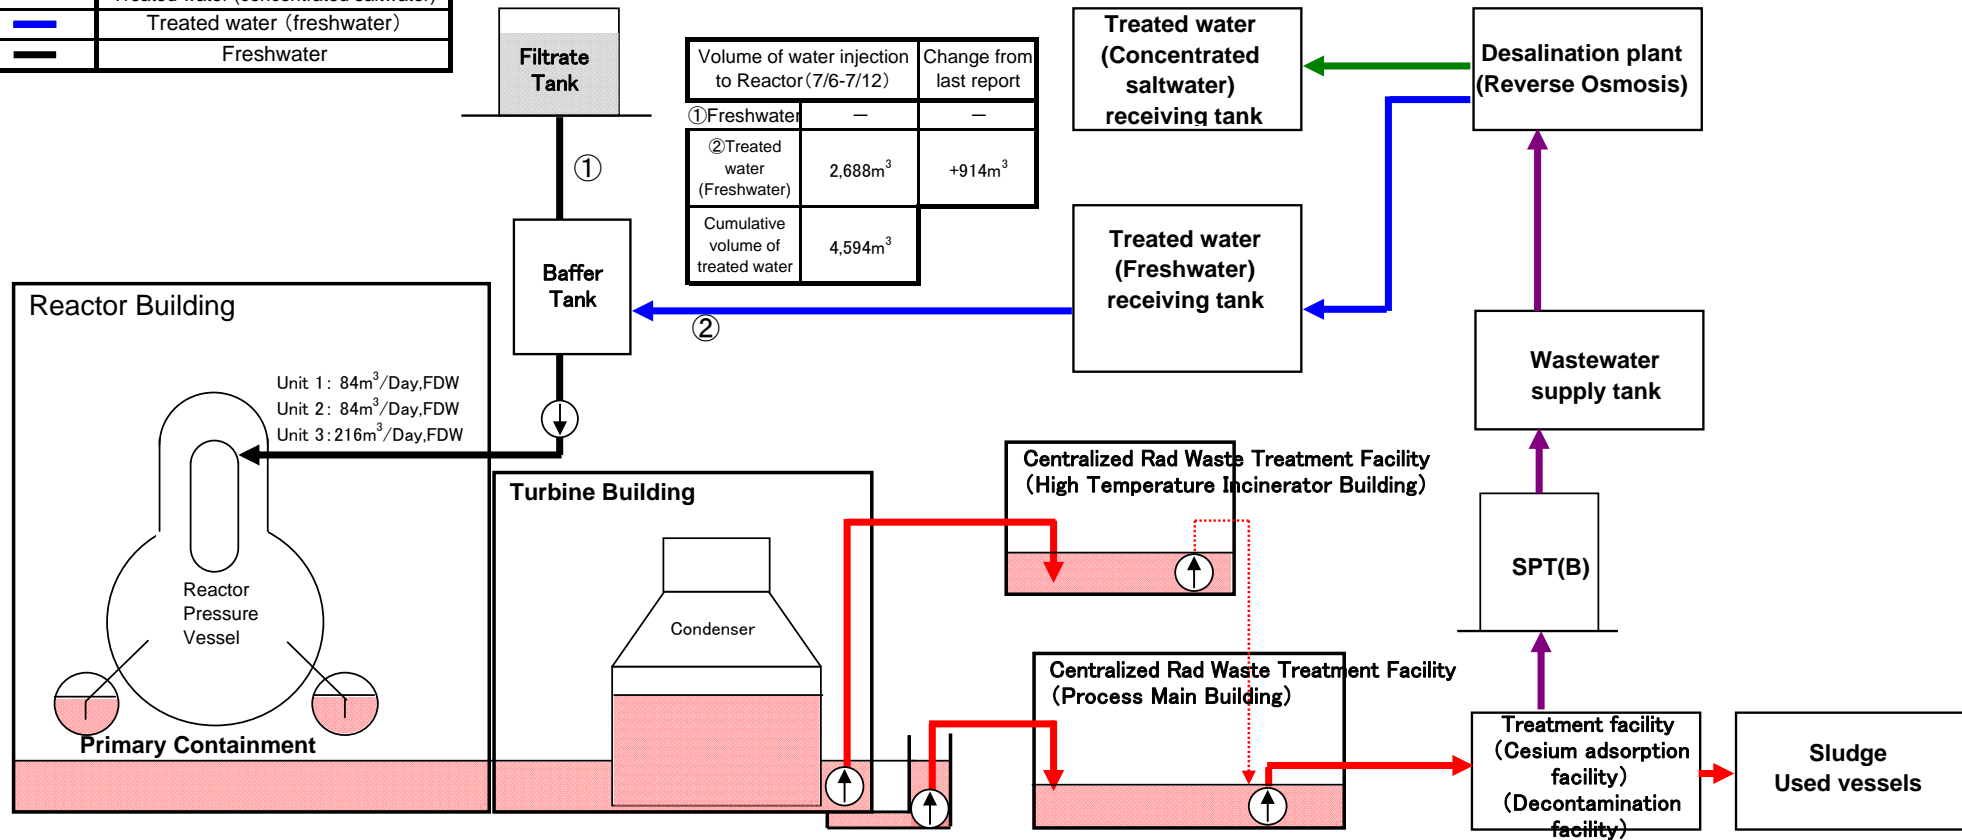 Treated water (concentrated saltwater)
Treated water (freshwater)
Freshwater
Filtrate
Tank
Volume of water injection
to Reactor(7/6-7/12)
Change from
last report
①Freshwater
—
—
②Treated
water
(Freshwater)
2,688m³
+914m³
Cumulative
volume of
treated water
4,594m³
Treated water
(Concentrated
saltwater)
receiving tank
Desalination plant
(Reverse Osmosis)
①
Baffer
Tank
②
Treated water
(Freshwater)
receiving tank
Wastewater
supply tank
Reactor Building
Unit 1: 84m³/Day,FDW
Unit 2: 84m³/Day,FDW
Unit 3:216m³/Day,FDW
Reactor
Pressure
Vessel
Primary Containment
Turbine Building
Condenser
Centralized Rad Waste Treatment Facility
(High Temperature Incinerator Building)
SPT(B)
Centralized Rad Waste Treatment Facility
(Process Main Building)
Treatment facility
(Cesium adsorption
facility)
(Decontamination
facility)
Sludge
Used vessels